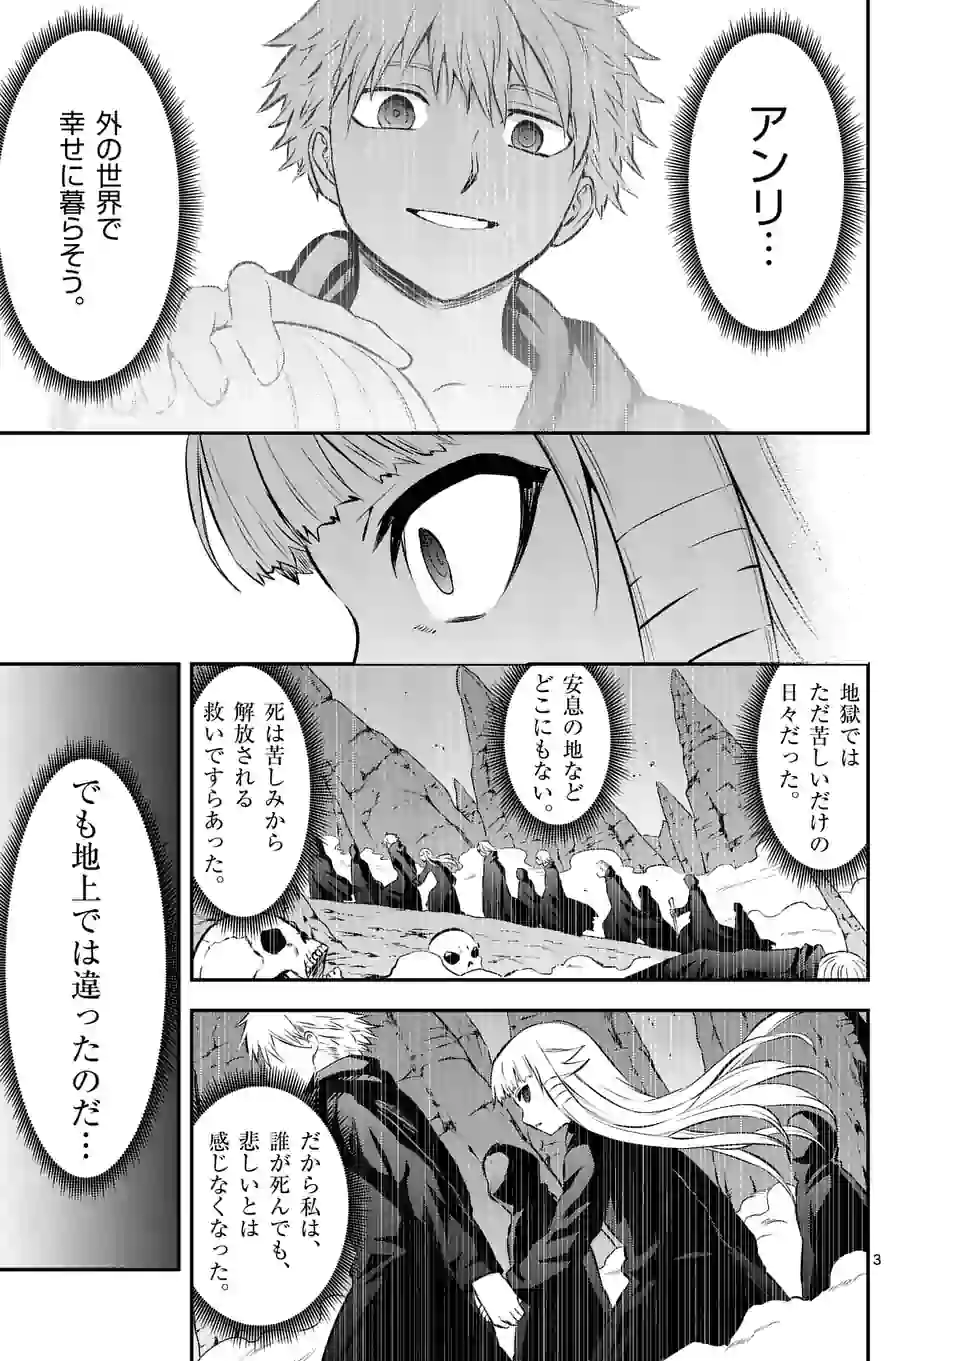 アンリ…
外の世界で
幸せに暮らそう。
地獄では
ただ苦しいだけの
日々だった。
安息の地など
どこにもない。
死は苦しみから
解放される
救いですらあった。
だから私は、
誰が死んでも、
悲しいとは
感じなくなった。
でも地上では違ったのだ…
3